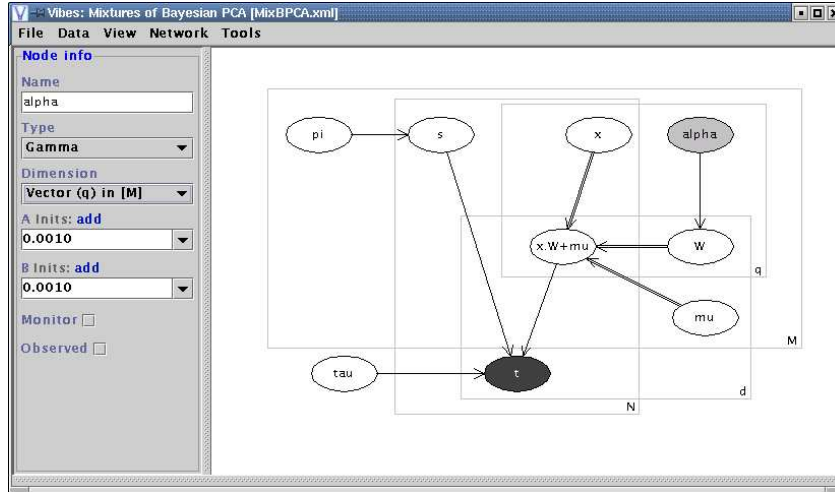 Vibes: Mixtures of Bayesian PCA [MixBPCA.xml]
File Data View Network Tools
Node info
Name
alpha
Type
Gamma
Dimension
Vector (q) in [M]
A Inits: add
0.0010
B Inits: add
0.0010
Monitor
Observed
pi
s
x
alpha
x.W+mu
W
q
mu
M
tau
t
d
N